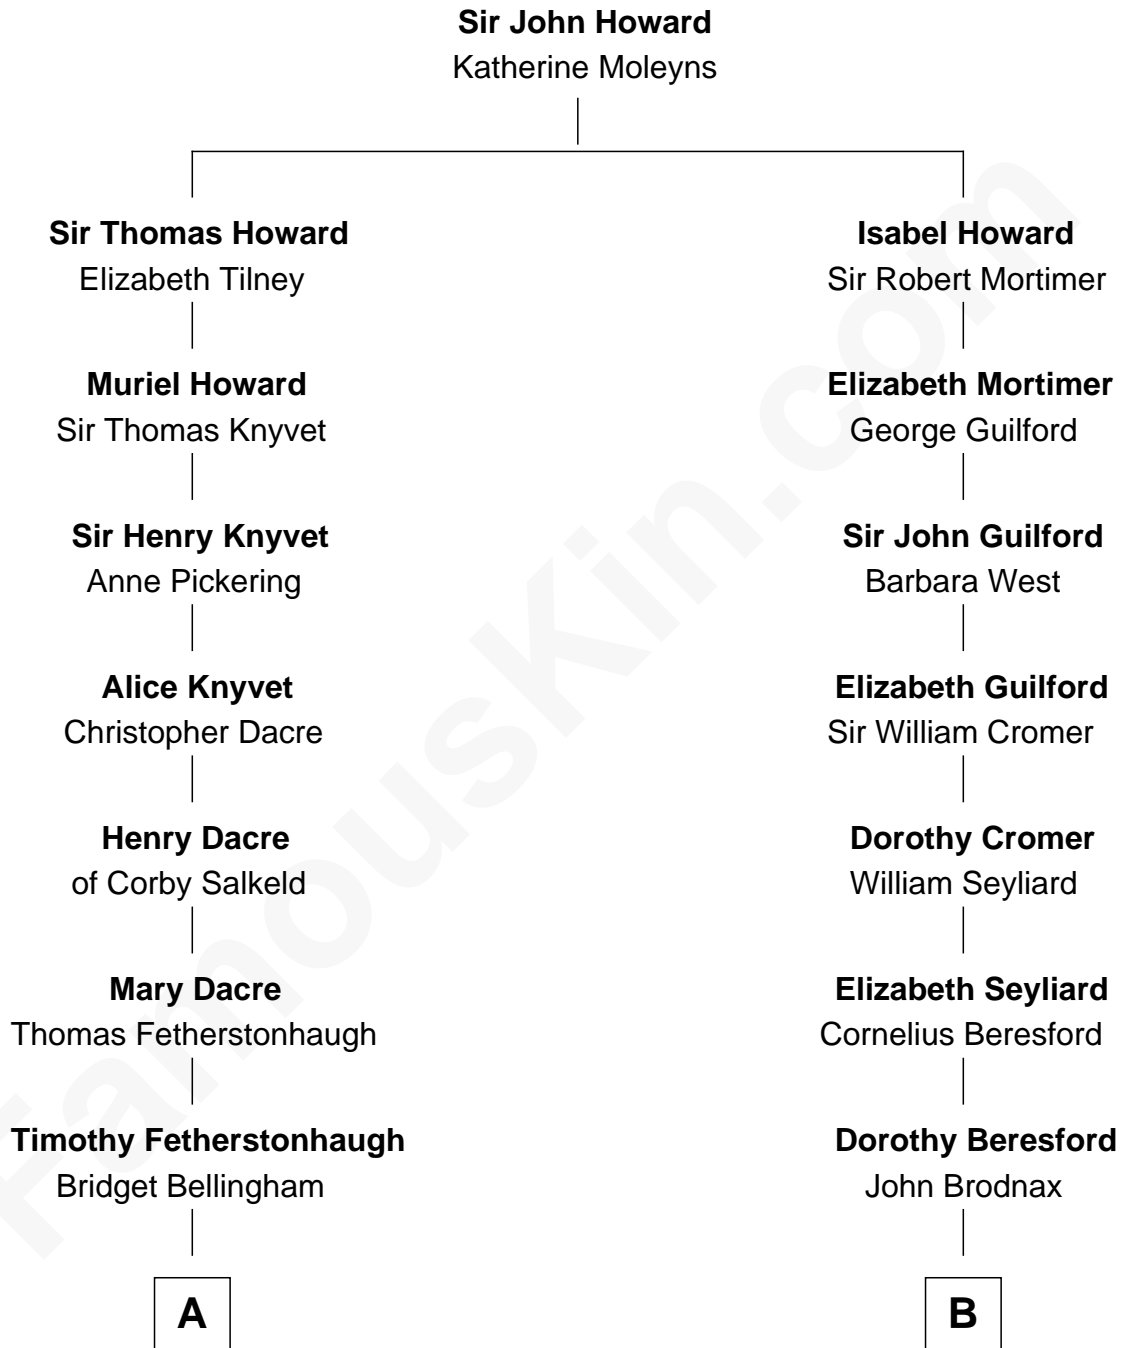 Sir John Howard
Katherine Moleyns
Sir Thomas Howard
Elizabeth Tilney
Isabel Howard
Sir Robert Mortimer
Muriel Howard
Sir Thomas Knyvet
Elizabeth Mortimer
George Guilford
Sir Henry Knyvet
Anne Pickering
Sir John Guilford
Barbara West
Alice Knyvet
Christopher Dacre
Elizabeth Guilford
Sir William Cromer
Henry Dacre
of Corby Salkeld
Dorothy Cromer
William Seyliard
Mary Dacre
Thomas Fetherstonhaugh
Elizabeth Seyliard
Cornelius Beresford
Timothy Fetherstonhaugh
Bridget Bellingham
Dorothy Beresford
John Brodnax
A
B
FamousKin.com